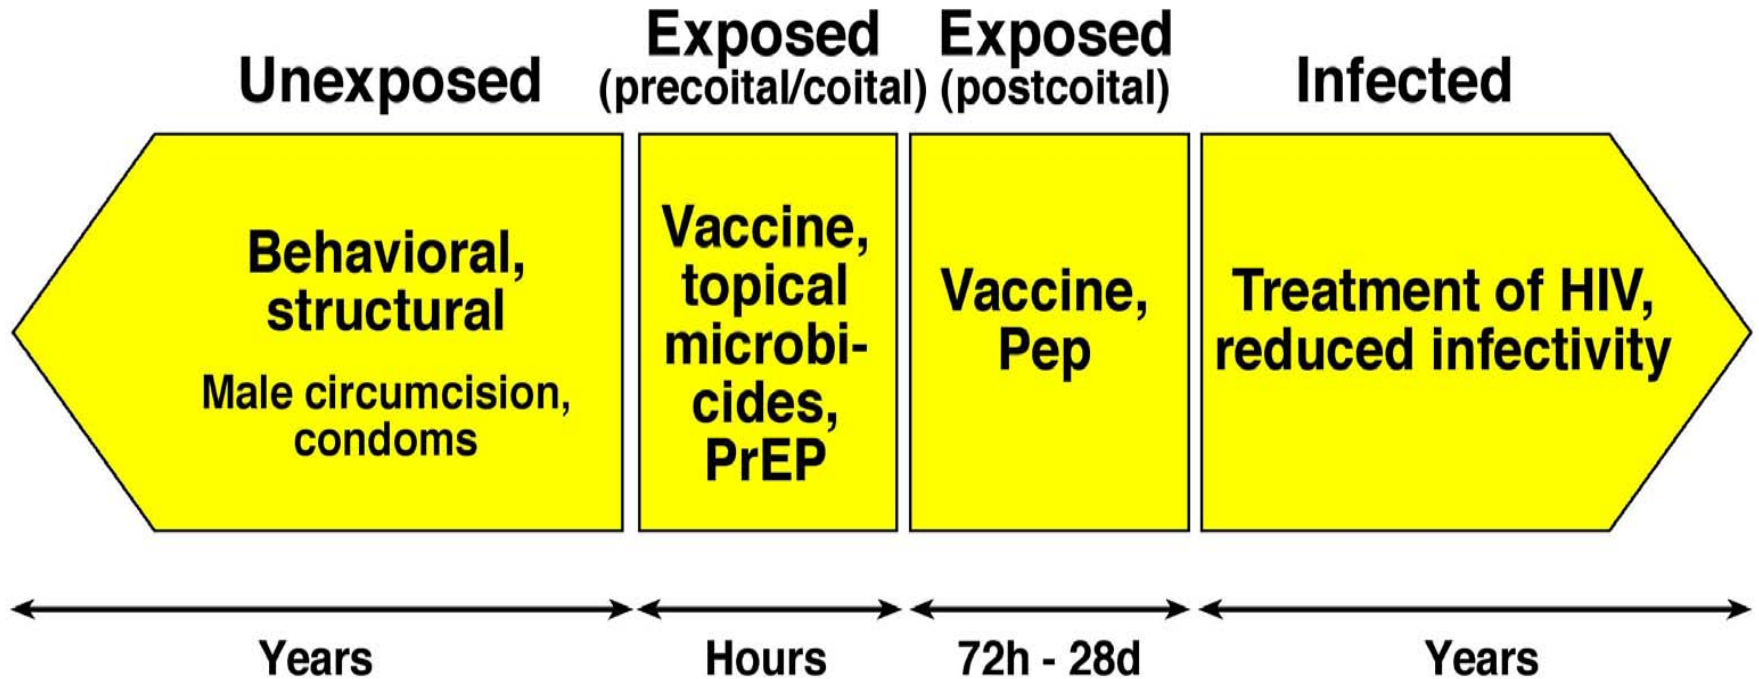 Unexposed
Exposed
(precoital/coital)
Exposed
(postcoital)
Infected
Behavioral,
structural
Male circumcision,
condoms
Vaccine,
topical
microbi-
cides,
PrEP
Vaccine,
Pep
Treatment of HIV,
reduced infectivity
Years
Hours
72h - 28d
Years